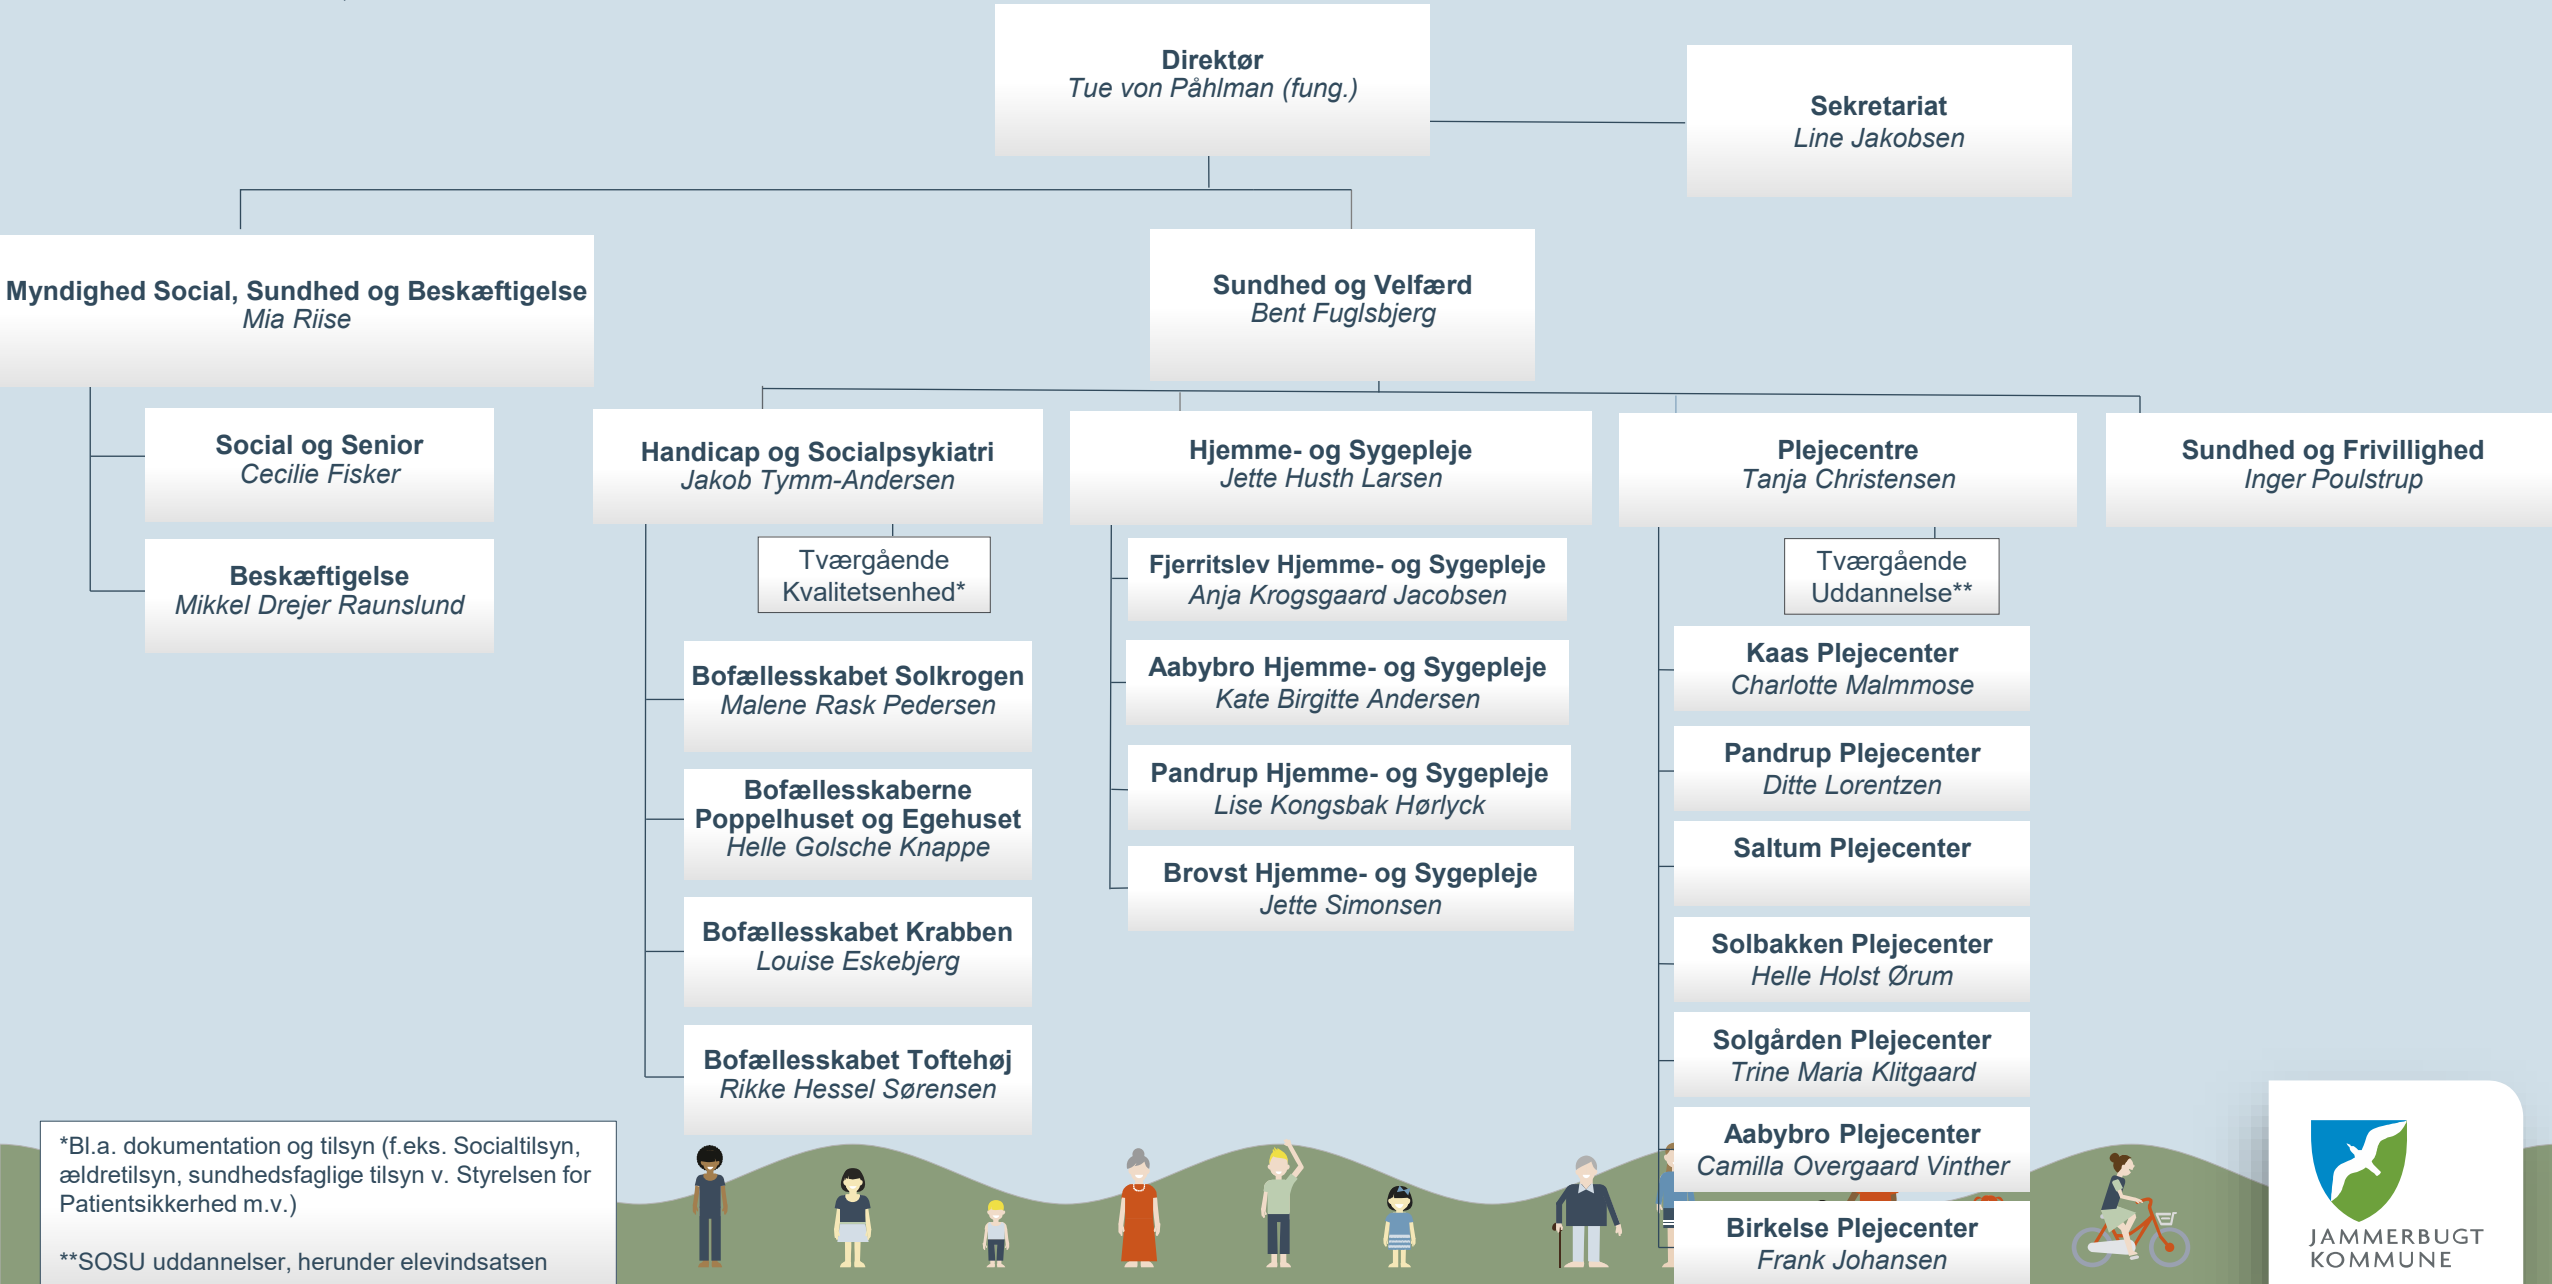 Direktør
Tue von Påhlman (fung.)
Sekretariat
Line Jakobsen
Myndighed Social, Sundhed og Beskæftigelse
Mia Riise
Sundhed og Velfærd
Bent Fuglsbjerg
Social og Senior
Cecilie Fisker
Beskæftigelse
Mikkel Drejer Raunslund
Handicap og Socialpsykiatri
Jakob Tymm-Andersen
Tværgående
Kvalitetsenhed*
Bofællesskabet Solkrogen
Malene Rask Pedersen
Bofællesskaberne
Poppelhuset og Egehuset
Helle Golsche Knappe
Bofællesskabet Krabben
Louise Eskebjerg
Bofællesskabet Toftehøj
Rikke Hessel Sørensen
Hjemme- og Sygepleje
Jette Husth Larsen
Fjerritslev Hjemme- og Sygepleje
Anja Krogsgaard Jacobsen
Aabybro Hjemme- og Sygepleje
Kate Birgitte Andersen
Pandrup Hjemme- og Sygepleje
Lise Kongsbak Hørlyck
Brovst Hjemme- og Sygepleje
Jette Simonsen
Plejecentre
Tanja Christensen
Tværgående
Uddannelse**
Kaas Plejecenter
Charlotte Malmmose
Pandrup Plejecenter
Ditte Lorentzen
Saltum Plejecenter
Solbakken Plejecenter
Helle Holst Ørum
Solgården Plejecenter
Trine Maria Klitgaard
Aabybro Plejecenter
Camilla Overgaard Vinther
Birkelse Plejecenter
Frank Johansen
Sundhed og Frivillighed
Inger Poulstrup
*Bl.a. dokumentation og tilsyn (f.eks. Socialtilsyn,
ældretilsyn, sundhedsfaglige tilsyn v. Styrelsen for
Patientsikkerhed m.v.)
**SOSU uddannelser, herunder elevindsatsen
JAMMERBUGT
KOMMUNE